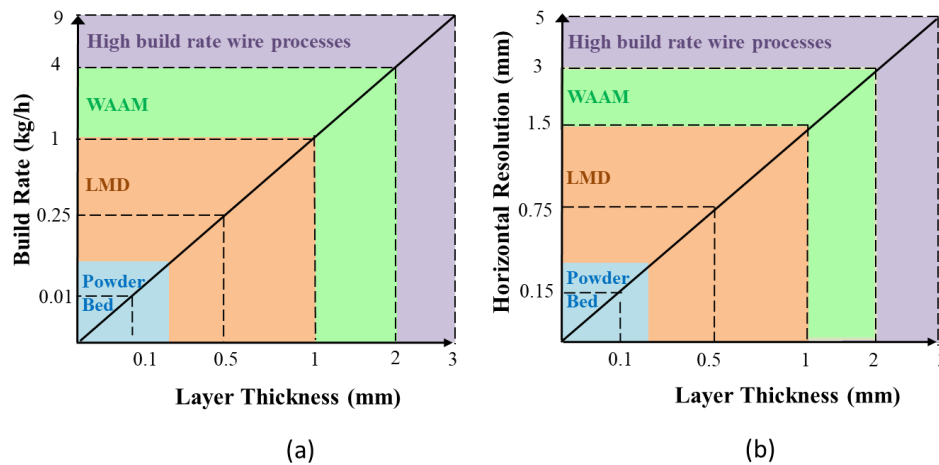 9
High build rate wire processes
4
WAAM
1
LMD
0.25
Powder
Bed
0.01
Build Rate (kg/h)
0.1 0.5 1 2 3
Layer Thickness (mm)
(a)
5
High build rate wire processes
3
WAAM
1.5
LMD
0.75
Powder
0.15
Bed
Horizontal Resolution (mm)
0.1 0.5 1 2
Layer Thickness (mm)
(b)